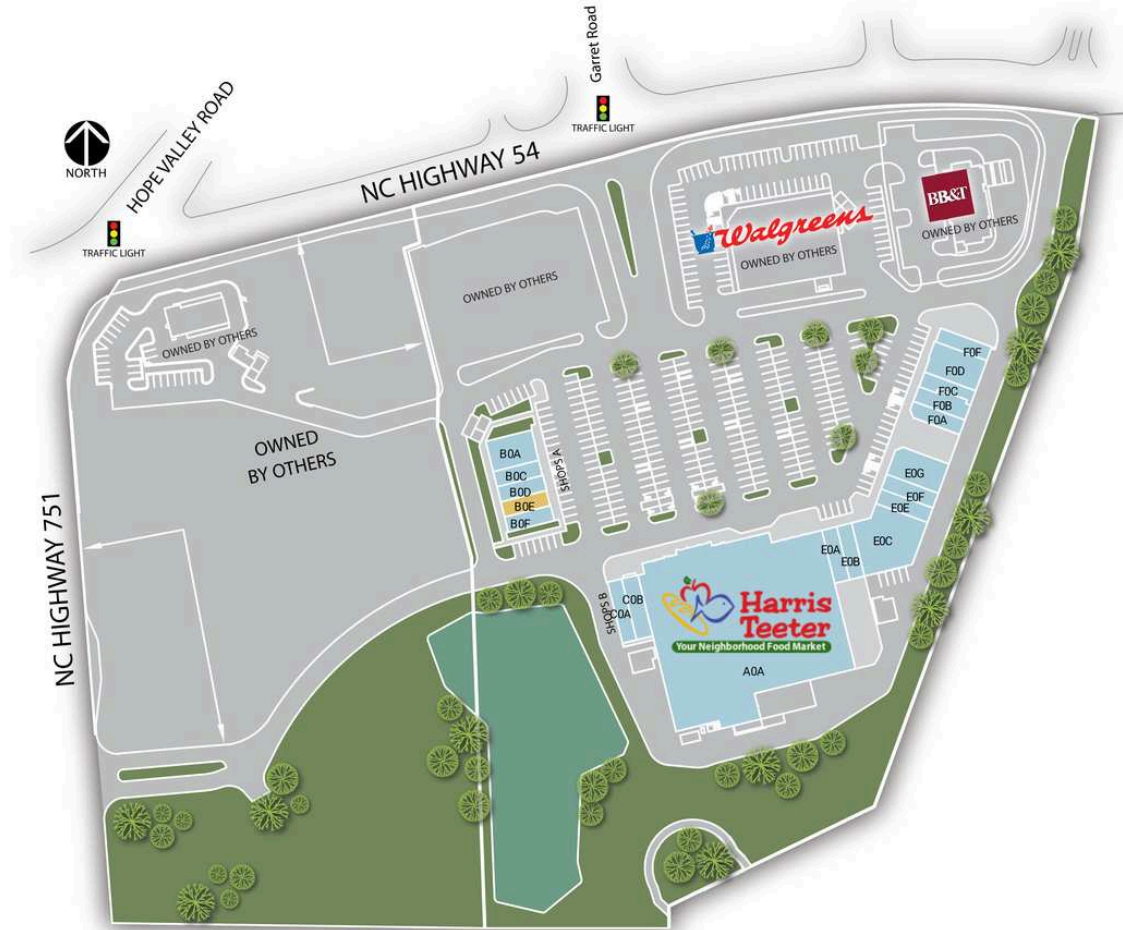 Garret Road
TRAFFIC LIGHT
HOPE VALLEY ROAD
NORTH
NC HIGHWAY 54
TRAFFIC LIGHT
BB&T
OWNED BY OTHERS
Walgreens
OWNED BY OTHERS
OWNED BY OTHERS
OWNED BY OTHERS
OWNED
BY OTHERS
NC HIGHWAY 751
F0F
F0D
F0C
F0B
F0A
B0A
B0C
B0D
B0E
B0F
SHOPS A
E0G
E0F
E0E
E0C
E0A
E0B
SHOPS B
C0B
C0A
Harris
Teeter
Your Neighborhood Food Market
A0A